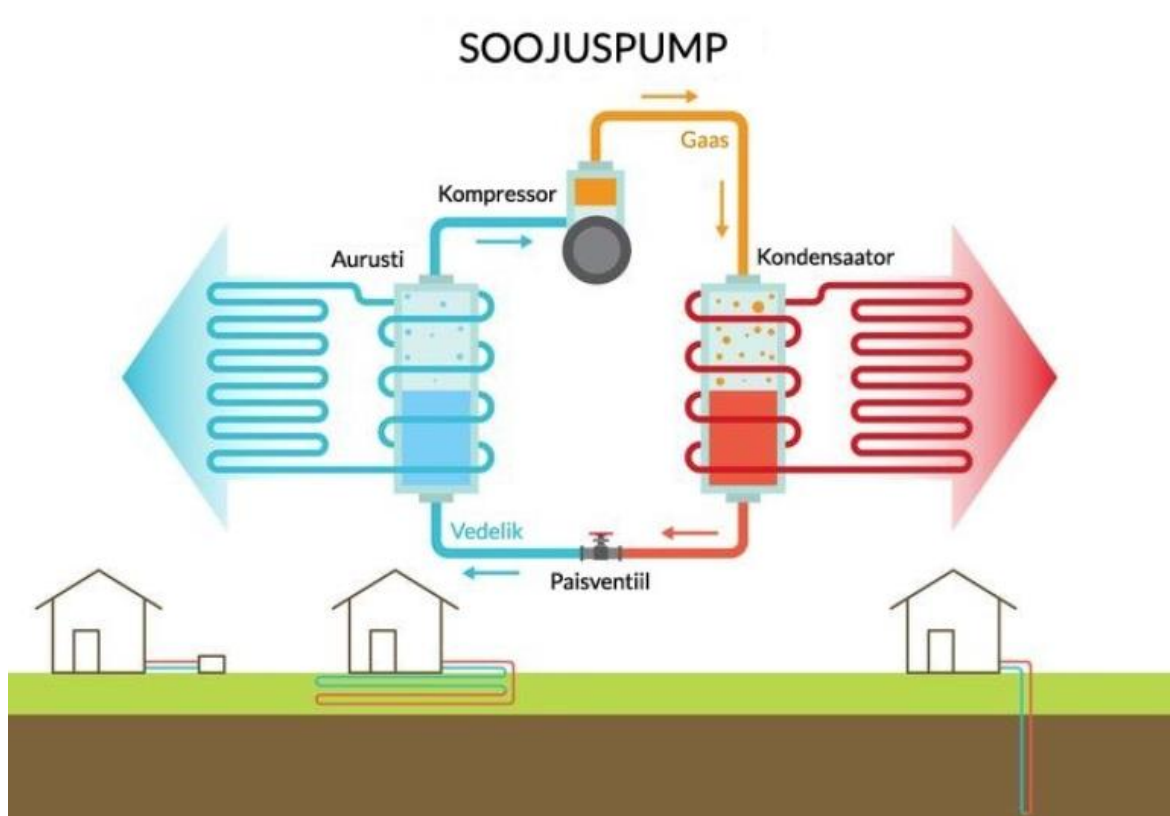 SOOJUSPUMP
Gaas
Kompressor
Aurusti
Kondensaator
Vedelik
Paisventiil